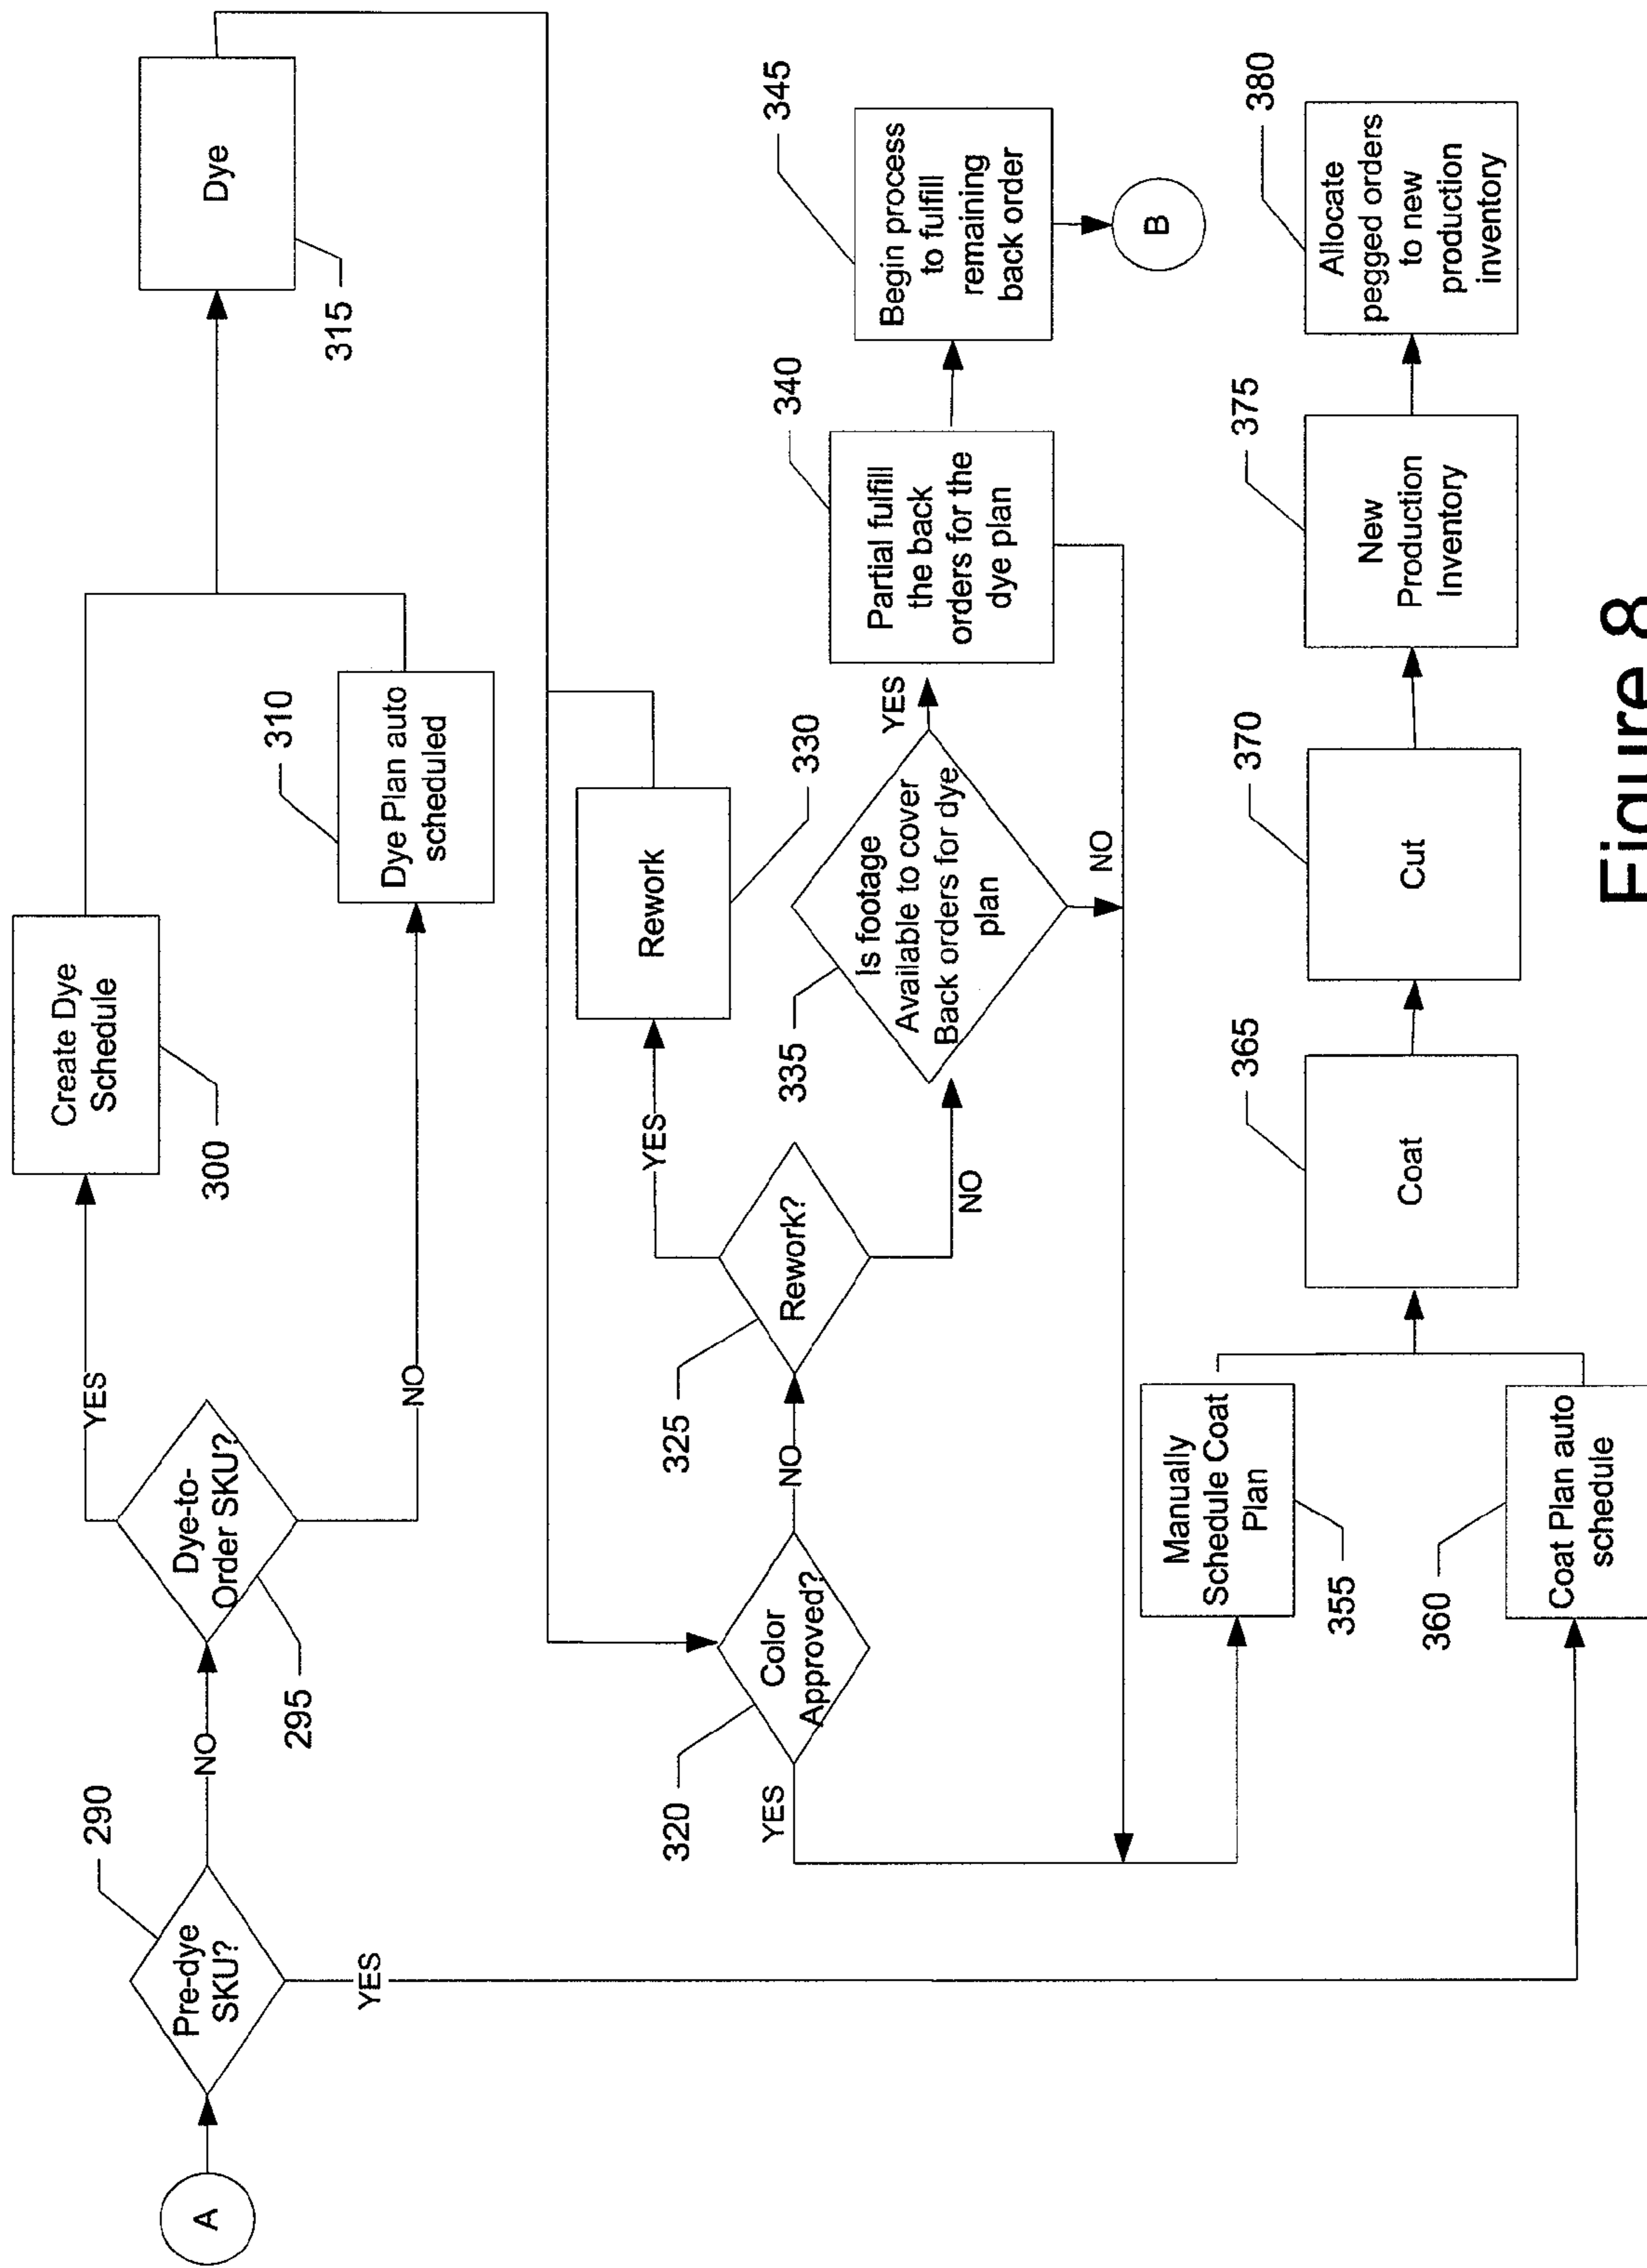 A
290
Pre-dye
SKU?
NO
YES
295
Dye-to-
Order SKU?
YES
NO
300
Create Dye
Schedule
310
Dye Plan auto
scheduled
315
Dye
320
Color
Approved?
YES
NO
325
Rework?
YES
NO
330
Rework
335
Is footage
Available to cover
Back orders for dye
plan
YES
NO
340
Partial fulfill
the back
orders for the
dye plan
345
Begin process
to fulfill
remaining
back order
B
355
Manually
Schedule Coat
Plan
360
Coat Plan auto
schedule
365
Coat
370
Cut
375
New
Production
Inventory
380
Allocate
pegged orders
to new
production
inventory
Figure 8